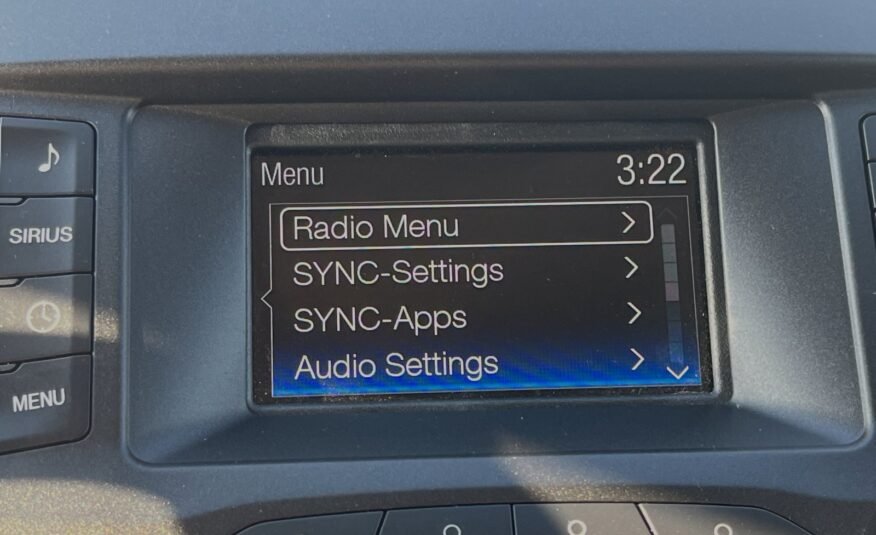 Menu 3:22
Radio Menu
SYNC-Settings
SIRIUS
SYNC-Apps
Audio Settings
MENU